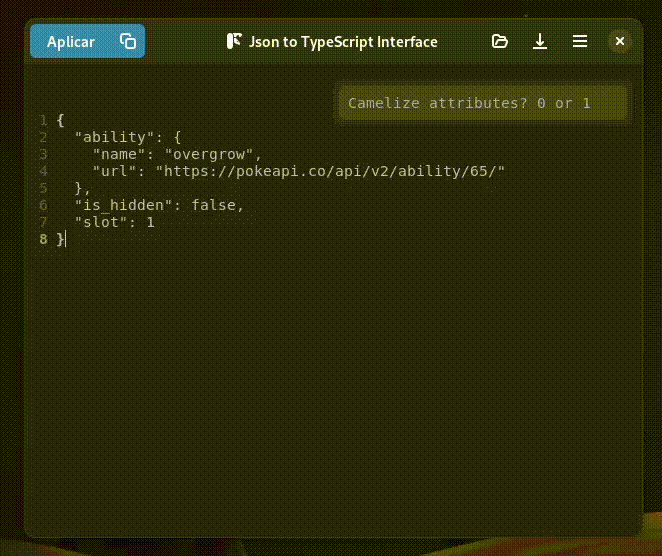 Aplicar
Json to TypeScript Interface
Camelize attributes? 0 or 1
1 {
2 "ability": {
3 "name": "overgrow",
4 "url": "https://pokeapi.co/api/v2/ability/65/"
5 },
6 "is_hidden": false,
7 "slot": 1
8 }